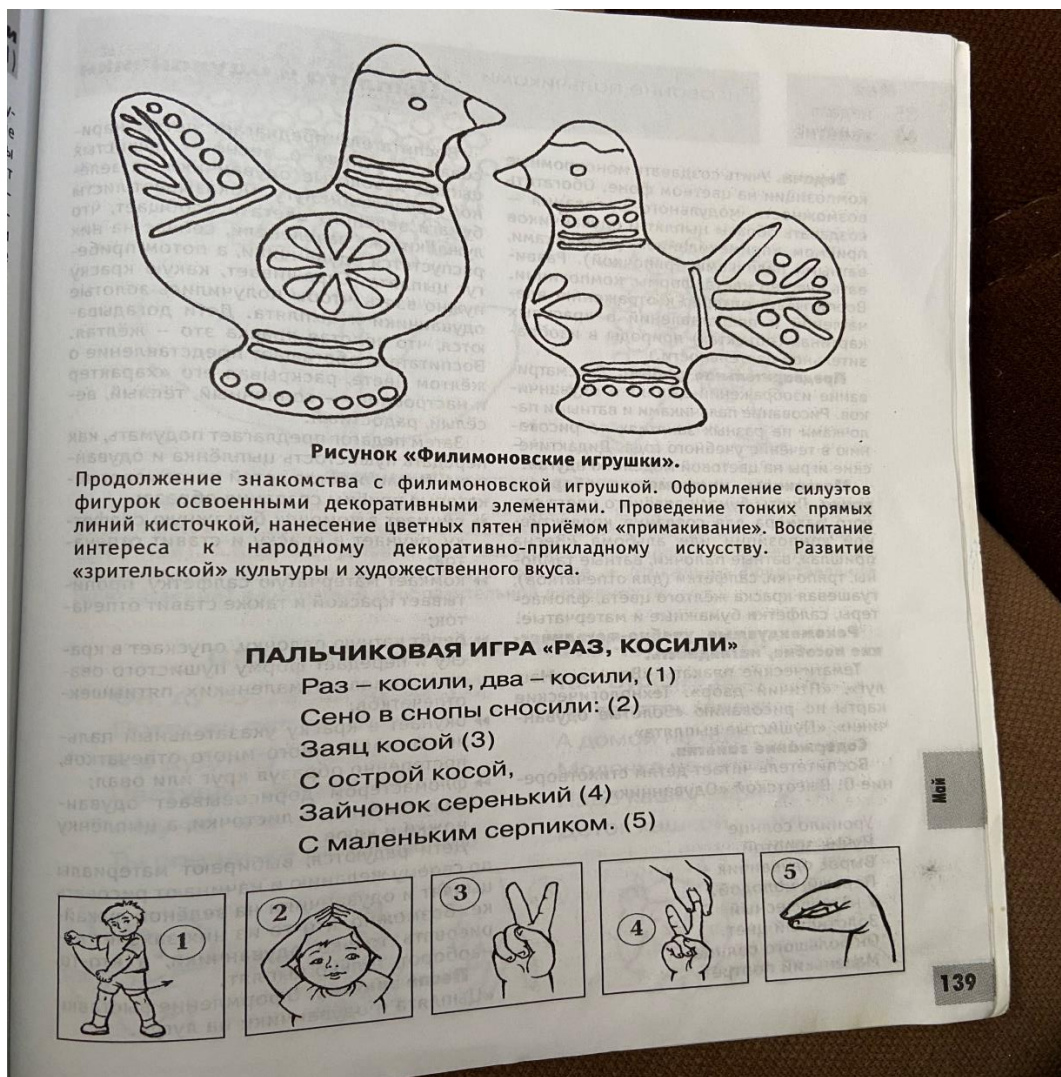 Рисунок «Филимоновские игрушки».
Продолжение знакомства с филимоновской игрушкой. Оформление силуэтов
фигурок освоенными декоративными элементами. Проведение тонких прямых
линий кисточкой, нанесение цветных пятен приёмом «примакивание». Воспитание
интереса к народному декоративно-прикладному искусству. Развитие
«зрительской» культуры и художественного вкуса.
ПАЛЬЧИКОВАЯ ИГРА «РАЗ, КОСИЛИ»
Раз – косили, два – косили, (1)
Сено в снопы сносили: (2)
Заяц косой (3)
С острой косой,
Зайчонок серенький (4)
С маленьким серпиком. (5)
Май
1
2
3
4
5
139